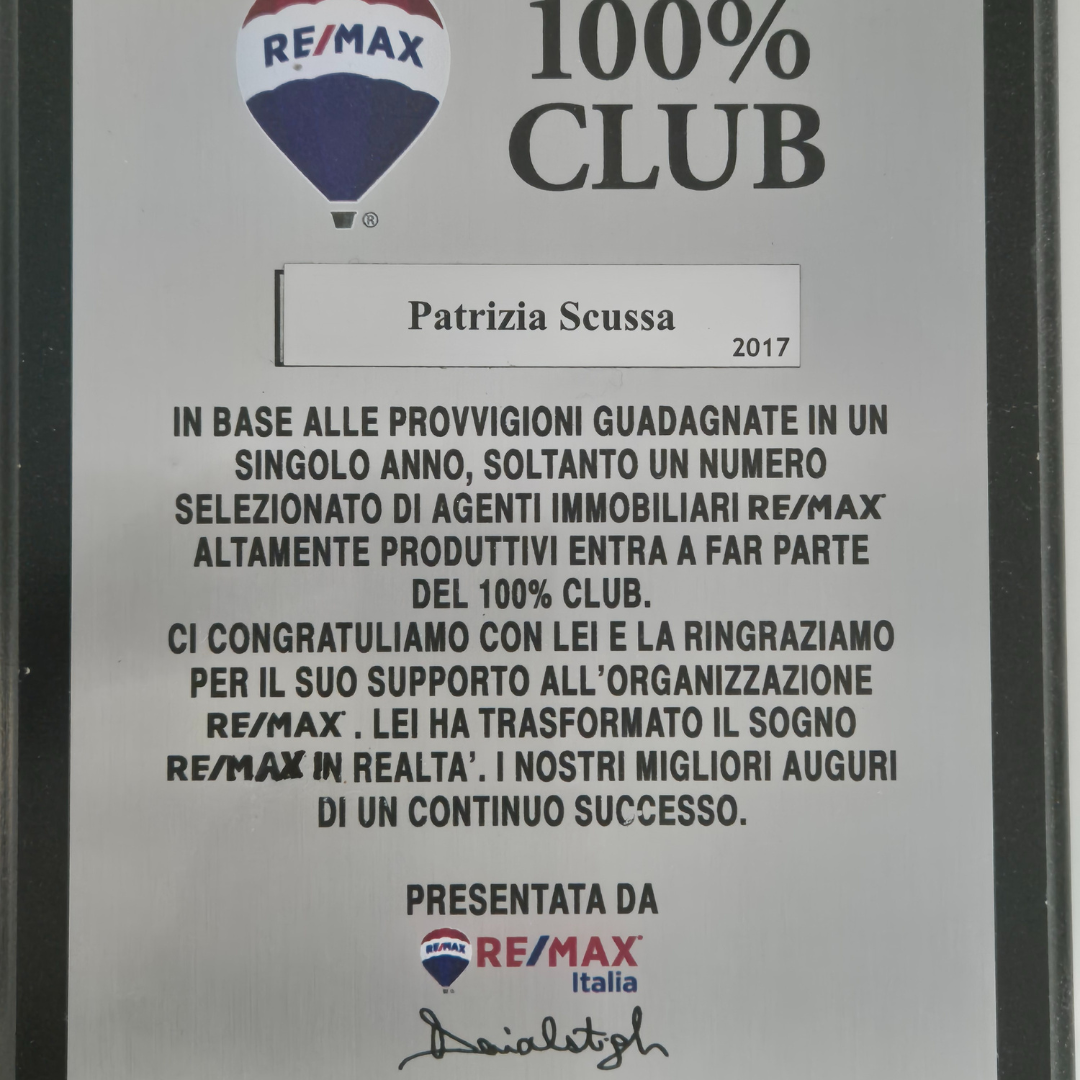 RE/MAX
100%
CLUB
®
Patrizia Scussa
2017
IN BASE ALLE PROVVIGIONI GUADAGNATE IN UN
SINGOLO ANNO, SOLTANTO UN NUMERO
SELEZIONATO DI AGENTI IMMOBILIARI RE/MAX
ALTAMENTE PRODUTTIVI ENTRA A FAR PARTE
DEL 100% CLUB.
CI CONGRATULIAMO CON LEI E LA RINGRAZIAMO
PER IL SUO SUPPORTO ALL'ORGANIZZAZIONE
RE/MAX . LEI HA TRASFORMATO IL SOGNO
RE/MAX IN REALTA'. I NOSTRI MIGLIORI AUGURI
DI UN CONTINUO SUCCESSO.
PRESENTATA DA
RE/MAX RE/MAX
Italia